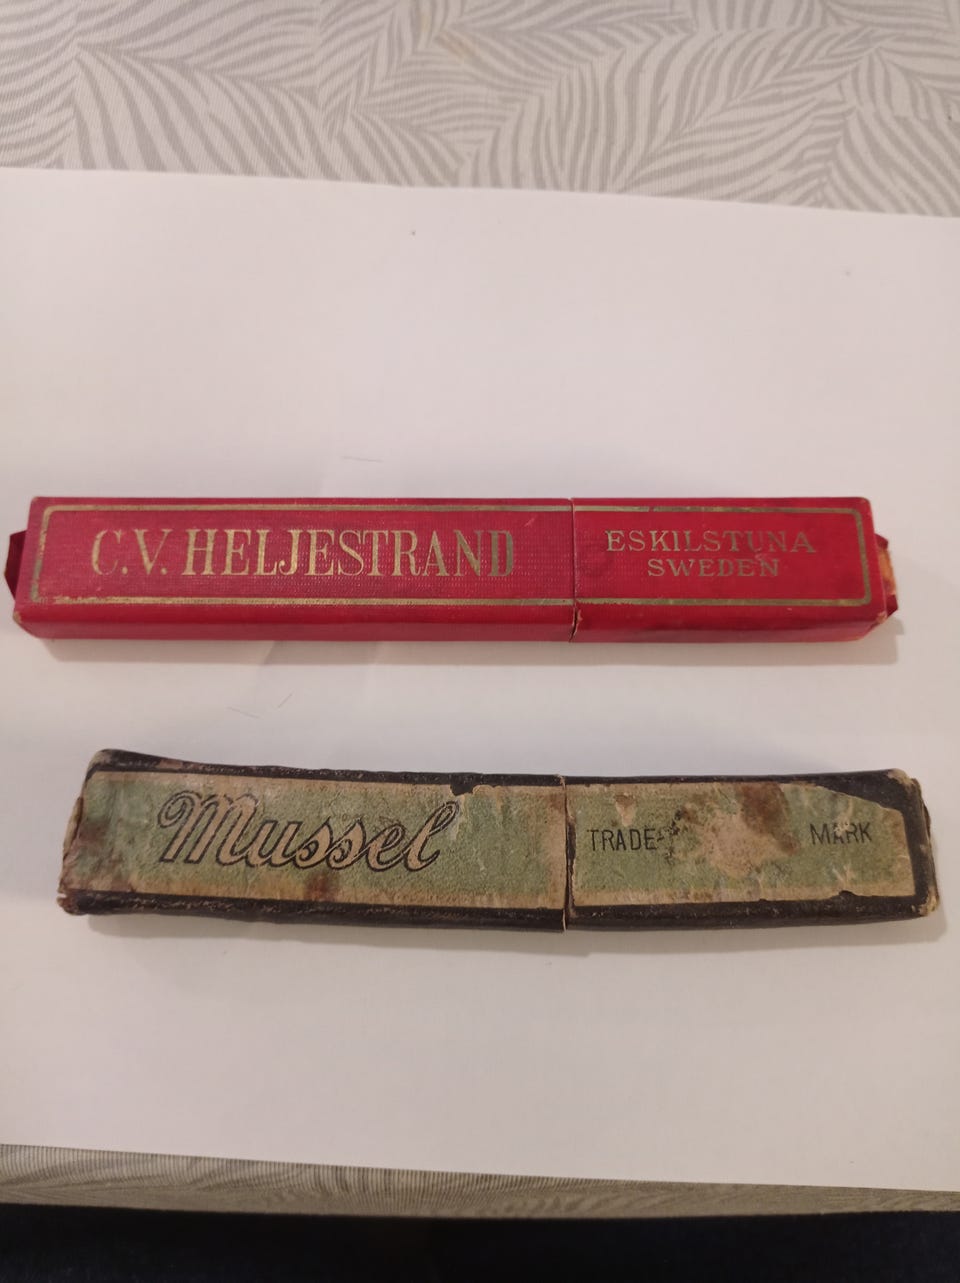 C.V. HELJESTRAND
ESKILSTUNA
SWEDEN
Mussel
TRADE- MARK